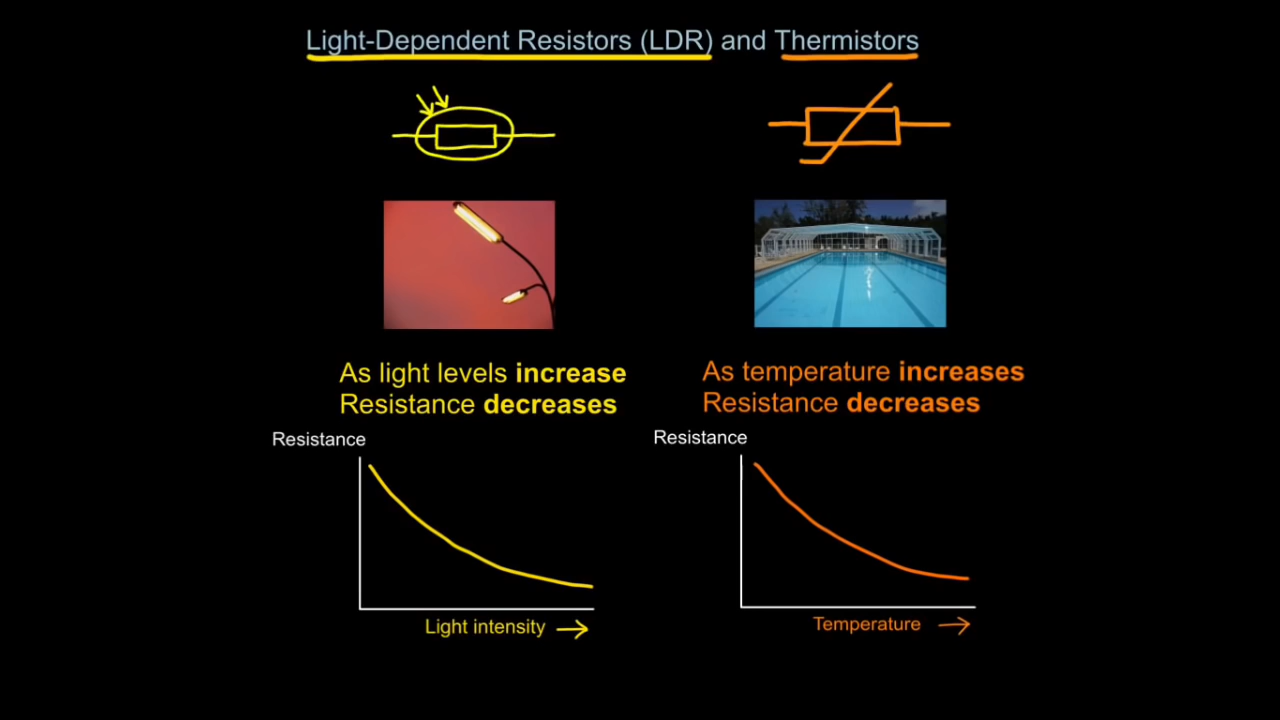 Light-Dependent Resistors (LDR) and Thermistors
As light levels increase
Resistance decreases
As temperature increases
Resistance decreases
Resistance
Light intensity
Resistance
Temperature